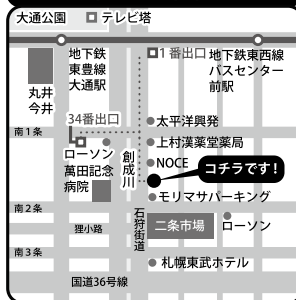 大通公園
テレビ塔
地下鉄
東豊線
大通駅
1番出口
地下鉄東西線
バスセンター
前駅
丸井
今井
34番出口
太平洋興発
南1条
上村漢薬堂薬局
ローソン
創成川
NOCE
コチラです!
萬田記念
病院
モリマサパーキング
南2条
石狩街道
二条市場
ローソン
狸小路
南3条
札幌東武ホテル
国道36号線